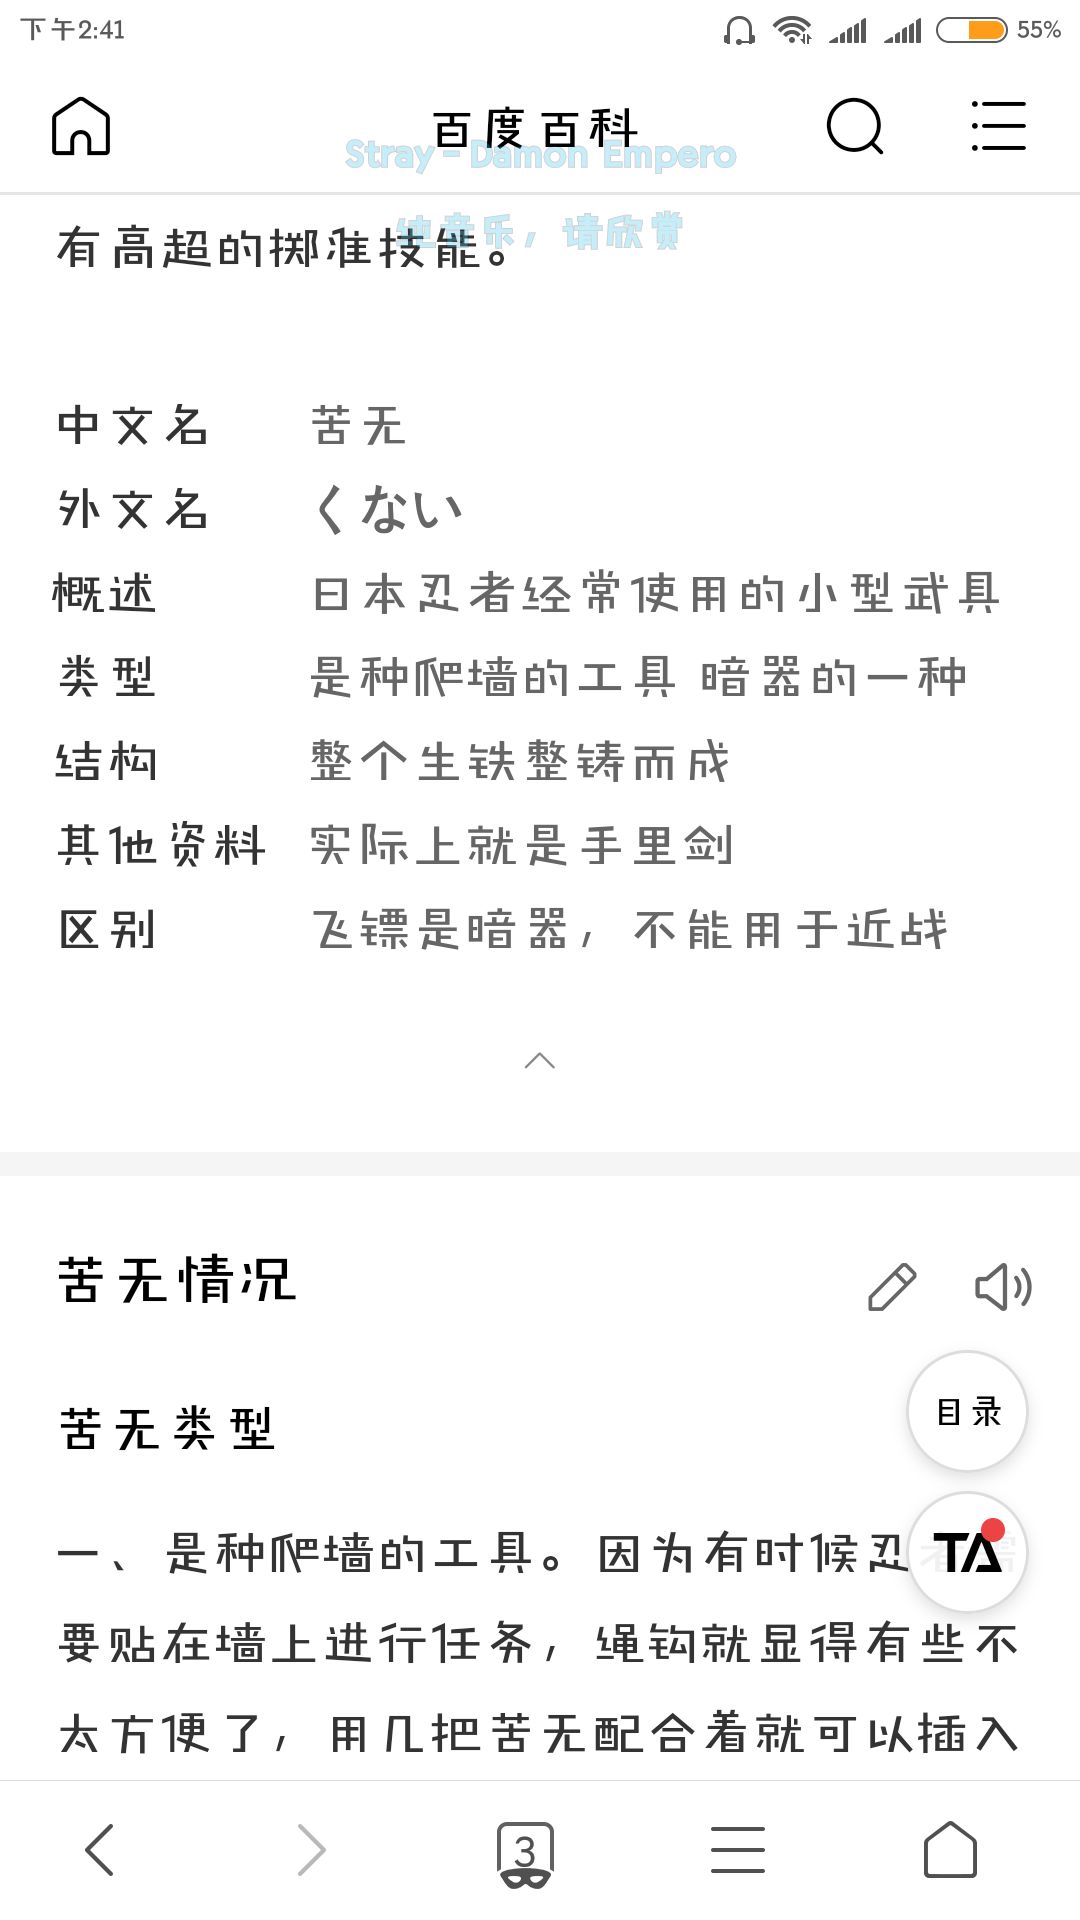 下午2:41
55%
百度百科
Stray - Damon Empero
纯音乐，请欣赏
有高超的掷准技能。
中文名 苦无
外文名 くない
概述 日本忍者经常使用的小型武具
类型 是种爬墙的工具 暗器的一种
结构 整个生铁整铸而成
其他资料 实际上就是手里剑
区别 飞镖是暗器，不能用于近战
苦无情况
苦无类型
目录
一、是种爬墙的工具。因为有时候忍者需
TA
要贴在墙上进行任务，绳钩就显得有些不
太方便了，用几把苦无配合着就可以插入
3